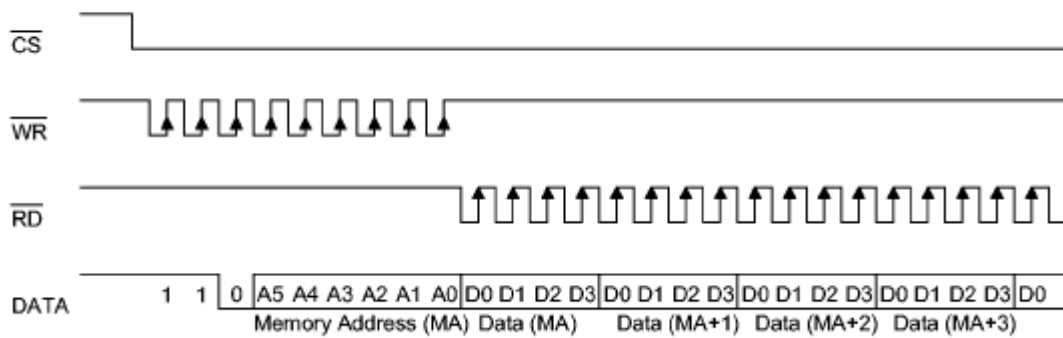 CS
WR
RD
DATA 1 1 0 A5 A4 A3 A2 A1 A0 D0 D1 D2 D3 D0 D1 D2 D3 D0 D1 D2 D3 D0 D1 D2 D3 D0
Memory Address (MA) Data (MA) Data (MA+1) Data (MA+2) Data (MA+3)